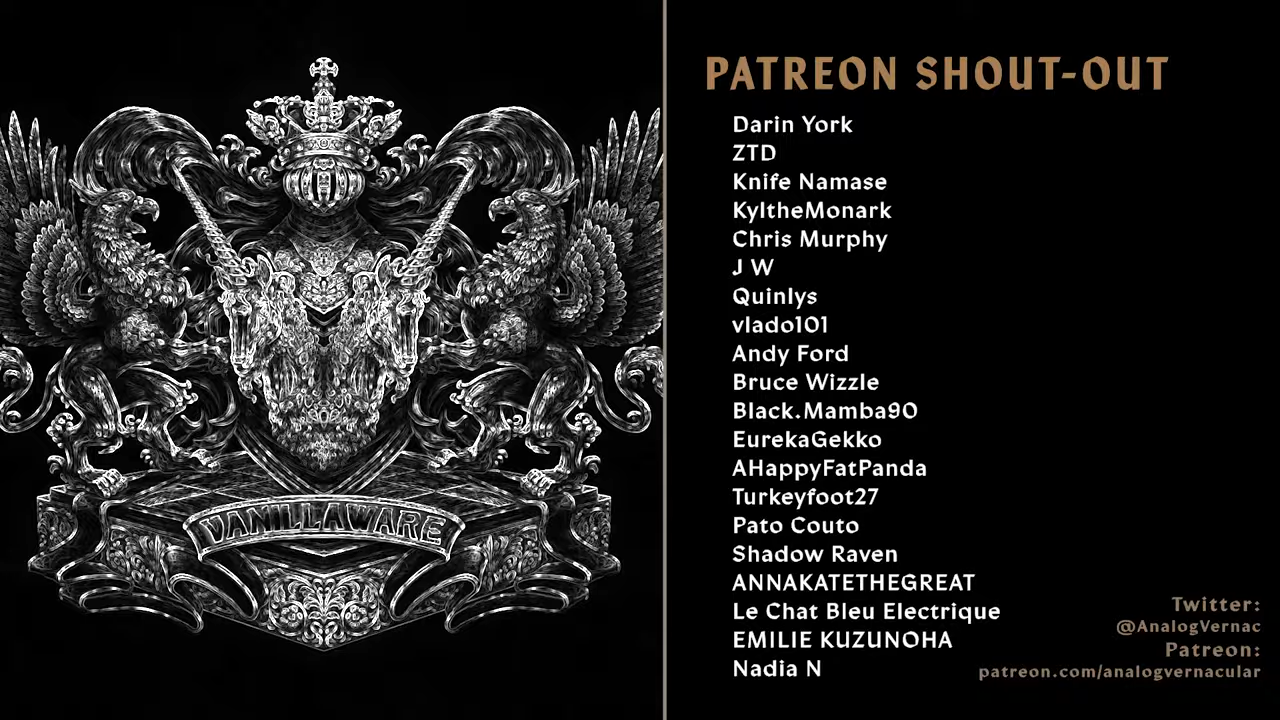 VANILLAWARE
PATREON SHOUT-OUT
Darin York
ZTD
Knife Namase
KyltheMonark
Chris Murphy
J W
Quinlys
vlado101
Andy Ford
Bruce Wizzle
Black.Mamba90
EurekaGekko
AHappyFatPanda
Turkeyfoot27
Pato Couto
Shadow Raven
ANNAKATETHEGREAT
Le Chat Bleu Electrique
EMILIE KUZUNOHA
Nadia N
Twitter:
@AnalogVernac
Patreon:
patreon.com/analogvernacular